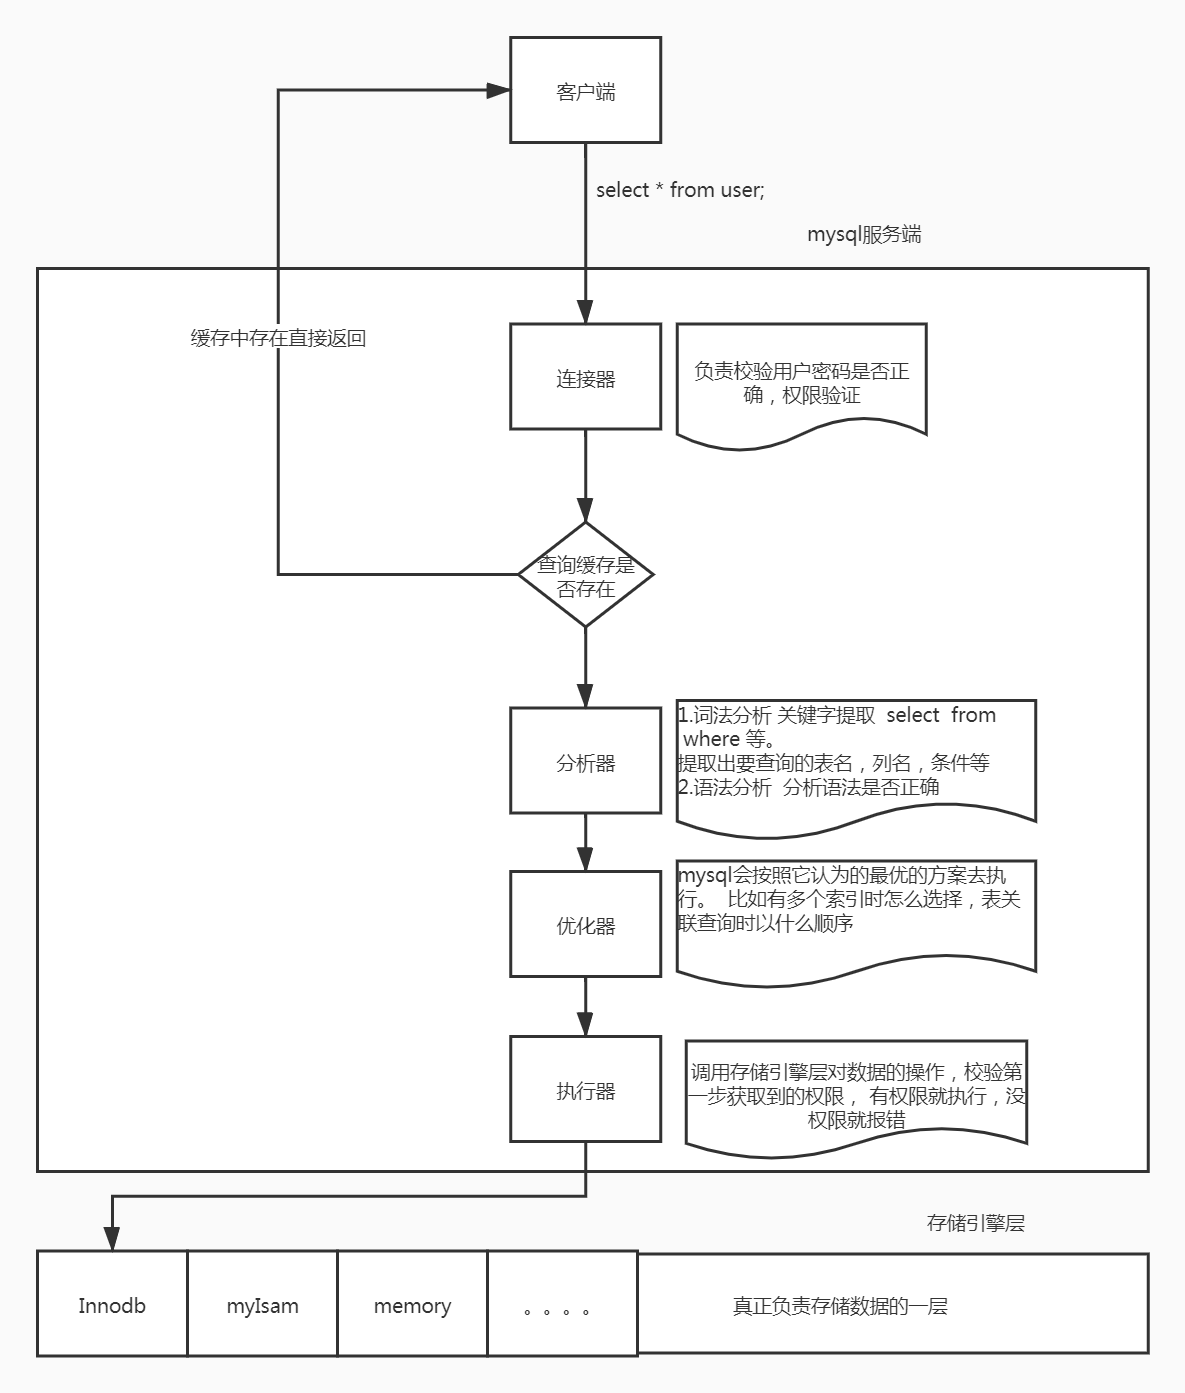 客户端
select * from user;
mysql服务端
缓存中存在直接返回
连接器
负责校验用户密码是否正
确，权限验证
查询缓存是
否存在
分析器
1.词法分析 关键字提取  select  from
where 等。
提取出要查询的表名，列名，条件等
2.语法分析  分析语法是否正确
优化器
mysql会按照它认为的最优的方案去执
行。  比如有多个索引时怎么选择，表关
联查询时以什么顺序
执行器
调用存储引擎层对数据的操作，校验第
一步获取到的权限， 有权限就执行，没
权限就报错
存储引擎层
Innodb
myIsam
memory
。。。。
真正负责存储数据的一层